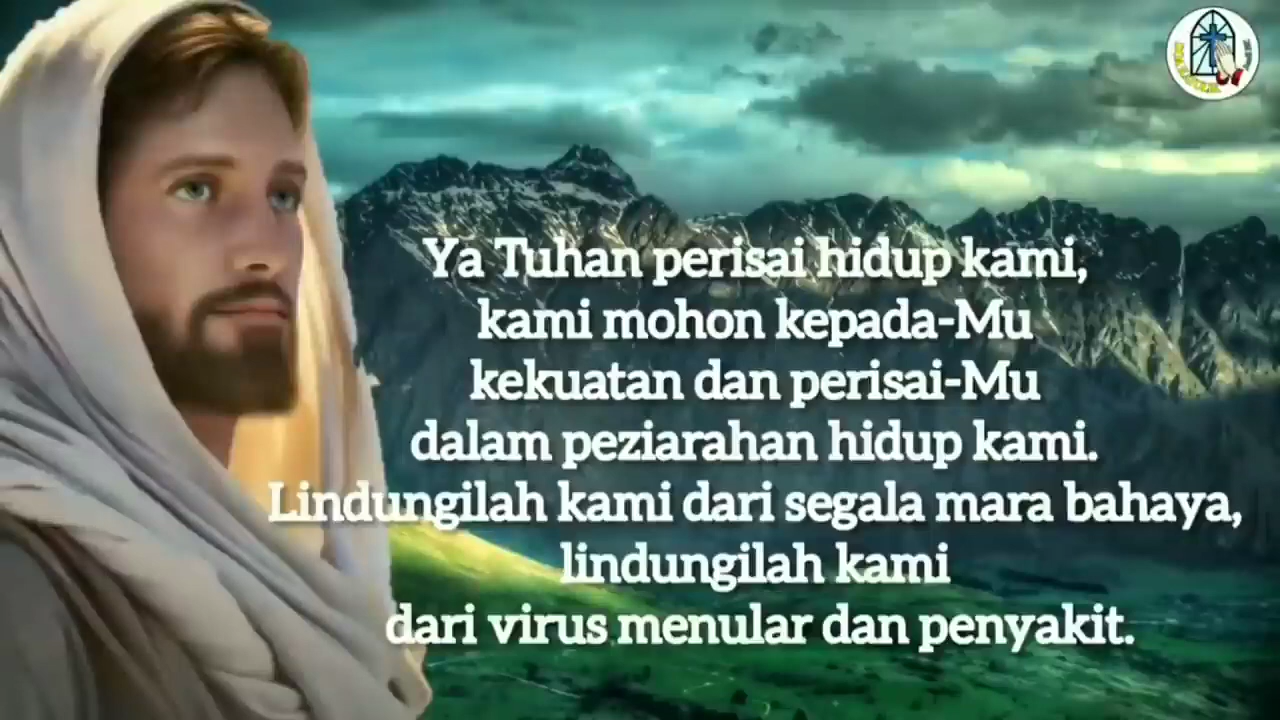 Ya Tuhan perisai hidup kami,
kami mohon kepada-Mu
kekuatan dan perisai-Mu
dalam peziarahan hidup kami.
Lindungilah kami dari segala mara bahaya,
lindungilah kami
dari virus menular dan penyakit.